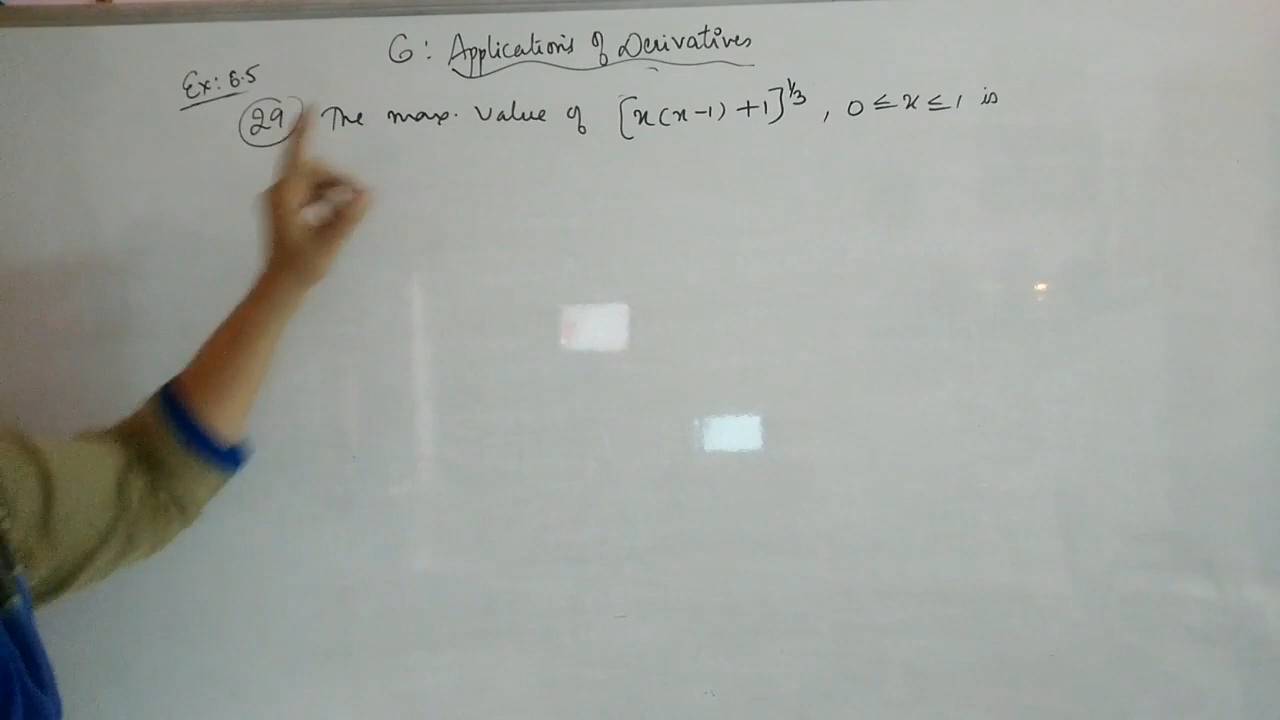 6: Applications of Derivatives
Ex: 6.5
29 The max. value of [x(x-1) +1]^1/3, 0 ≤ x ≤ 1 is